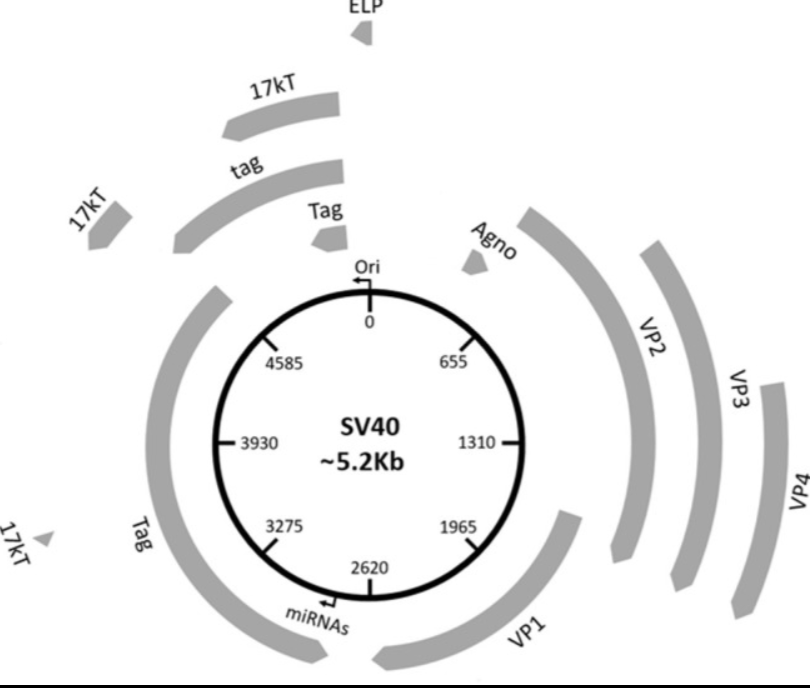 ELP
17kT
tag
17kT
Tag
Agno
Ori
0
4585
655
VP2
VP3
SV40
~5.2Kb
3930
1310
VP4
3275
1965
Tag
17kT
2620
miRNAs
VP1